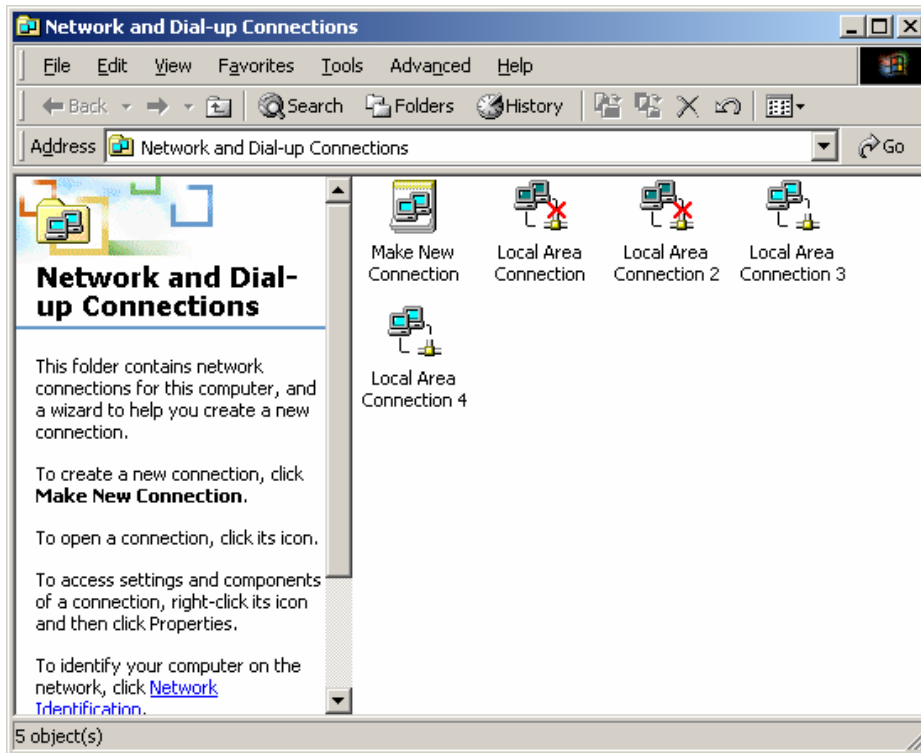 Network and Dial-up Connections
File Edit View Favorites Tools Advanced Help
Back Search Folders History
Address Network and Dial-up Connections Go
Network and Dial-
up Connections
This folder contains network
connections for this computer, and
a wizard to help you create a new
connection.
To create a new connection, click
Make New Connection.
To open a connection, click its icon.
To access settings and components
of a connection, right-click its icon
and then click Properties.
To identify your computer on the
network, click Network
Identification.
Make New
Connection
Local Area
Connection
Local Area
Connection 2
Local Area
Connection 3
Local Area
Connection 4
5 object(s)